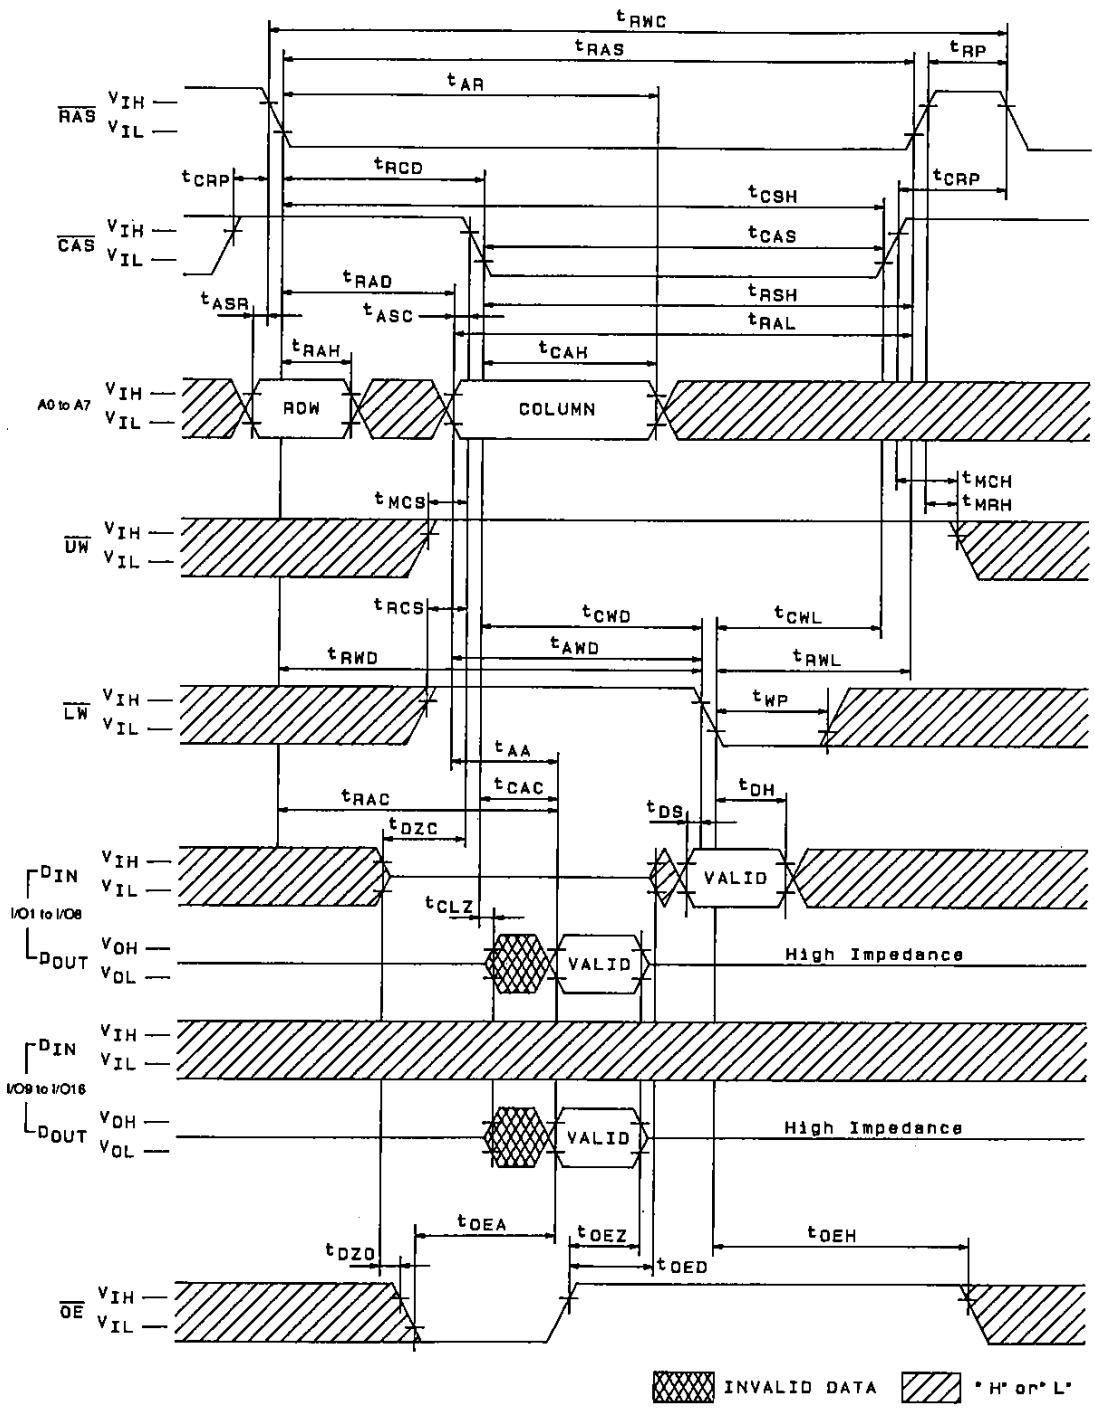 tRWC
tRAS
tRP
tAR
RAS
VIH
VIL
tCRP
tRCD
tCRP
tCSH
CAS
VIH
VIL
tCAS
tRAD
tRSH
tASR
tASC
tRAL
tRAH
tCAH
A0 to A7
VIH
VIL
ROW
COLUMN
tMCH
tMCS
tMRH
UW
VIH
VIL
tRCS
tCWD
tCWL
tAWD
tRWD
tRWL
LW
VIH
VIL
tWP
tAA
tCAC
tRAC
tDH
tDS
tDZC
DIN
VIH
VIL
VALID
I/O1 to I/O8
tCLZ
DOUT
VOH
VOL
VALID
High Impedance
DIN
VIH
VIL
I/O9 to I/O16
DOUT
VOH
VOL
VALID
High Impedance
tOEA
tOEZ
tOEH
tDZO
tOED
OE
VIH
VIL
INVALID DATA
"H" or "L"